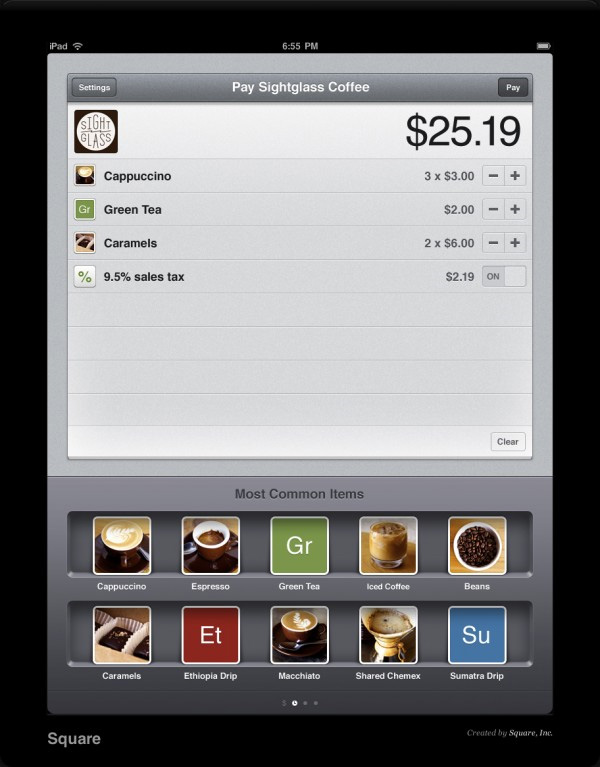 iPad 6:55 PM
Settings Pay Sightglass Coffee Pay
SIGHT
GLASS
$25.19
Cappuccino 3 x $3.00 − +
Gr Green Tea $2.00 − +
Caramels 2 x $6.00 − +
% 9.5% sales tax $2.19 ON
Clear
Most Common Items
Gr
Cappuccino Espresso Green Tea Iced Coffee Beans
Et Su
Caramels Ethiopia Drip Macchiato Shared Chemex Sumatra Drip
Square Created by Square, Inc.